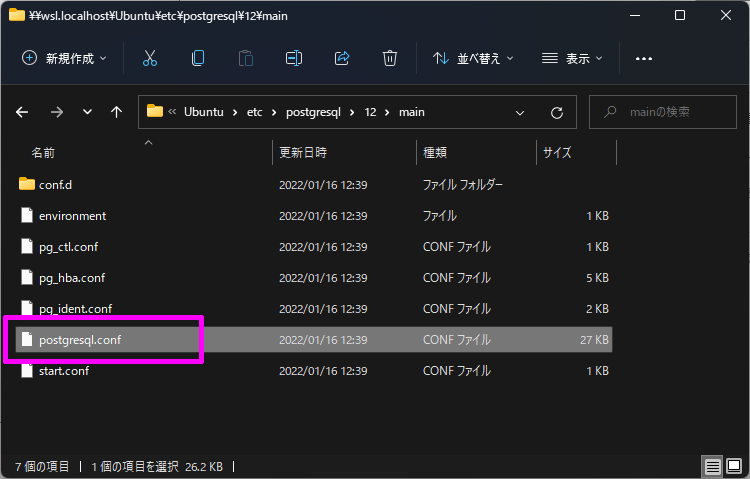 ¥¥wsl.localhost¥Ubuntu¥etc¥postgresql¥12¥main
新規作成 並べ替え 表示
« Ubuntu > etc > postgresql > 12 > main mainの検索
名前 更新日時 種類 サイズ
conf.d 2022/01/16 12:39 ファイル フォルダー
environment 2022/01/16 12:39 ファイル 1 KB
pg_ctl.conf 2022/01/16 12:39 CONF ファイル 1 KB
pg_hba.conf 2022/01/16 12:39 CONF ファイル 5 KB
pg_ident.conf 2022/01/16 12:39 CONF ファイル 2 KB
postgresql.conf 2022/01/16 12:39 CONF ファイル 27 KB
start.conf 2022/01/16 12:39 CONF ファイル 1 KB
7 個の項目 | 1 個の項目を選択 26.2 KB |